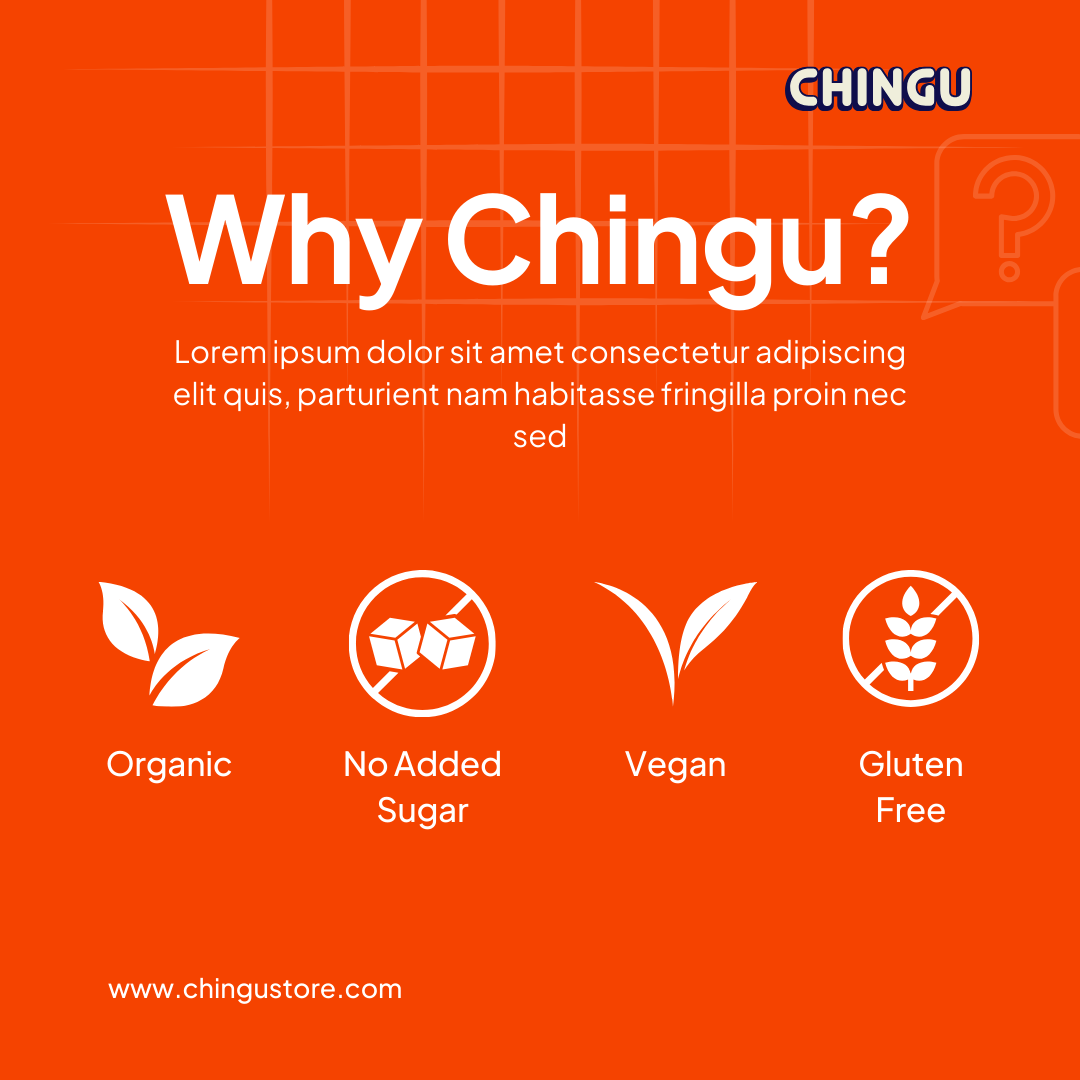 CHINGU
Why Chingu?
Lorem ipsum dolor sit amet consectetur adipiscing
elit quis, parturient nam habitasse fringilla proin nec
sed
Organic
No Added
Sugar
Vegan
Gluten
Free
www.chingustore.com